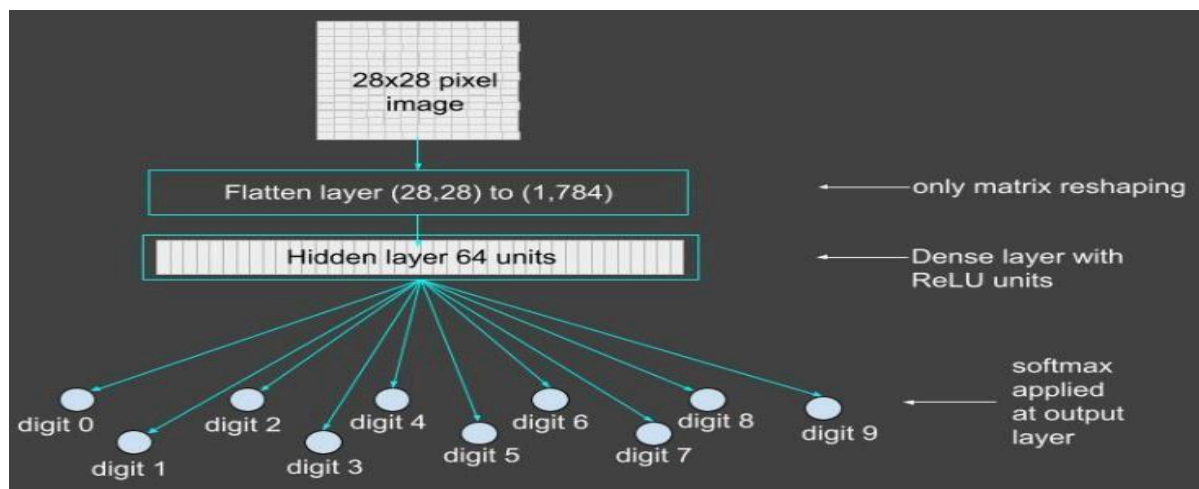 28x28 pixel
image
Flatten layer (28,28) to (1,784)
only matrix reshaping
Hidden layer 64 units
Dense layer with
ReLU units
softmax
applied
at output
layer
digit 0
digit 1
digit 2
digit 3
digit 4
digit 5
digit 6
digit 7
digit 8
digit 9